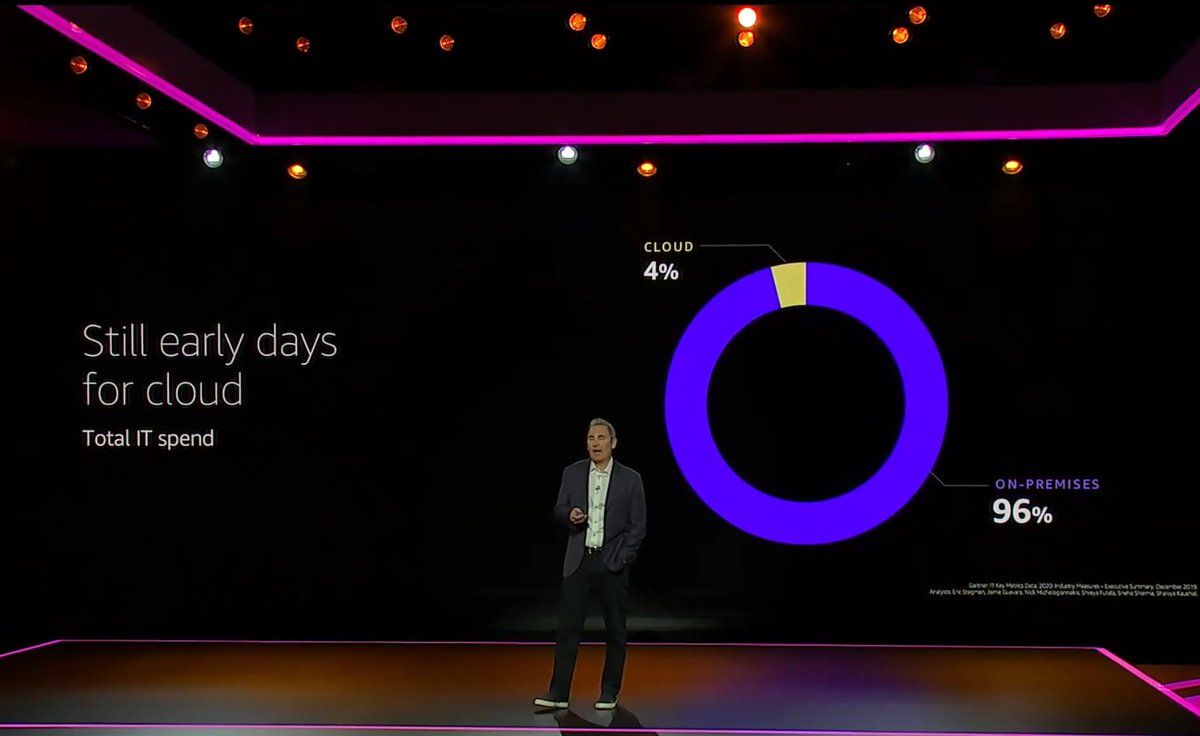 Still early days
for cloud
Total IT spend
CLOUD
4%
ON-PREMISES
96%
Gartner, IT Key Metrics Data, 2020: Industry Measures – Executive Summary, December 2019
Analysts: Eric Stegman, Jamie Guevara, Nick Michelogiannakis, Shreya Futela, Sneha Sharma, Shaivya Kaushal